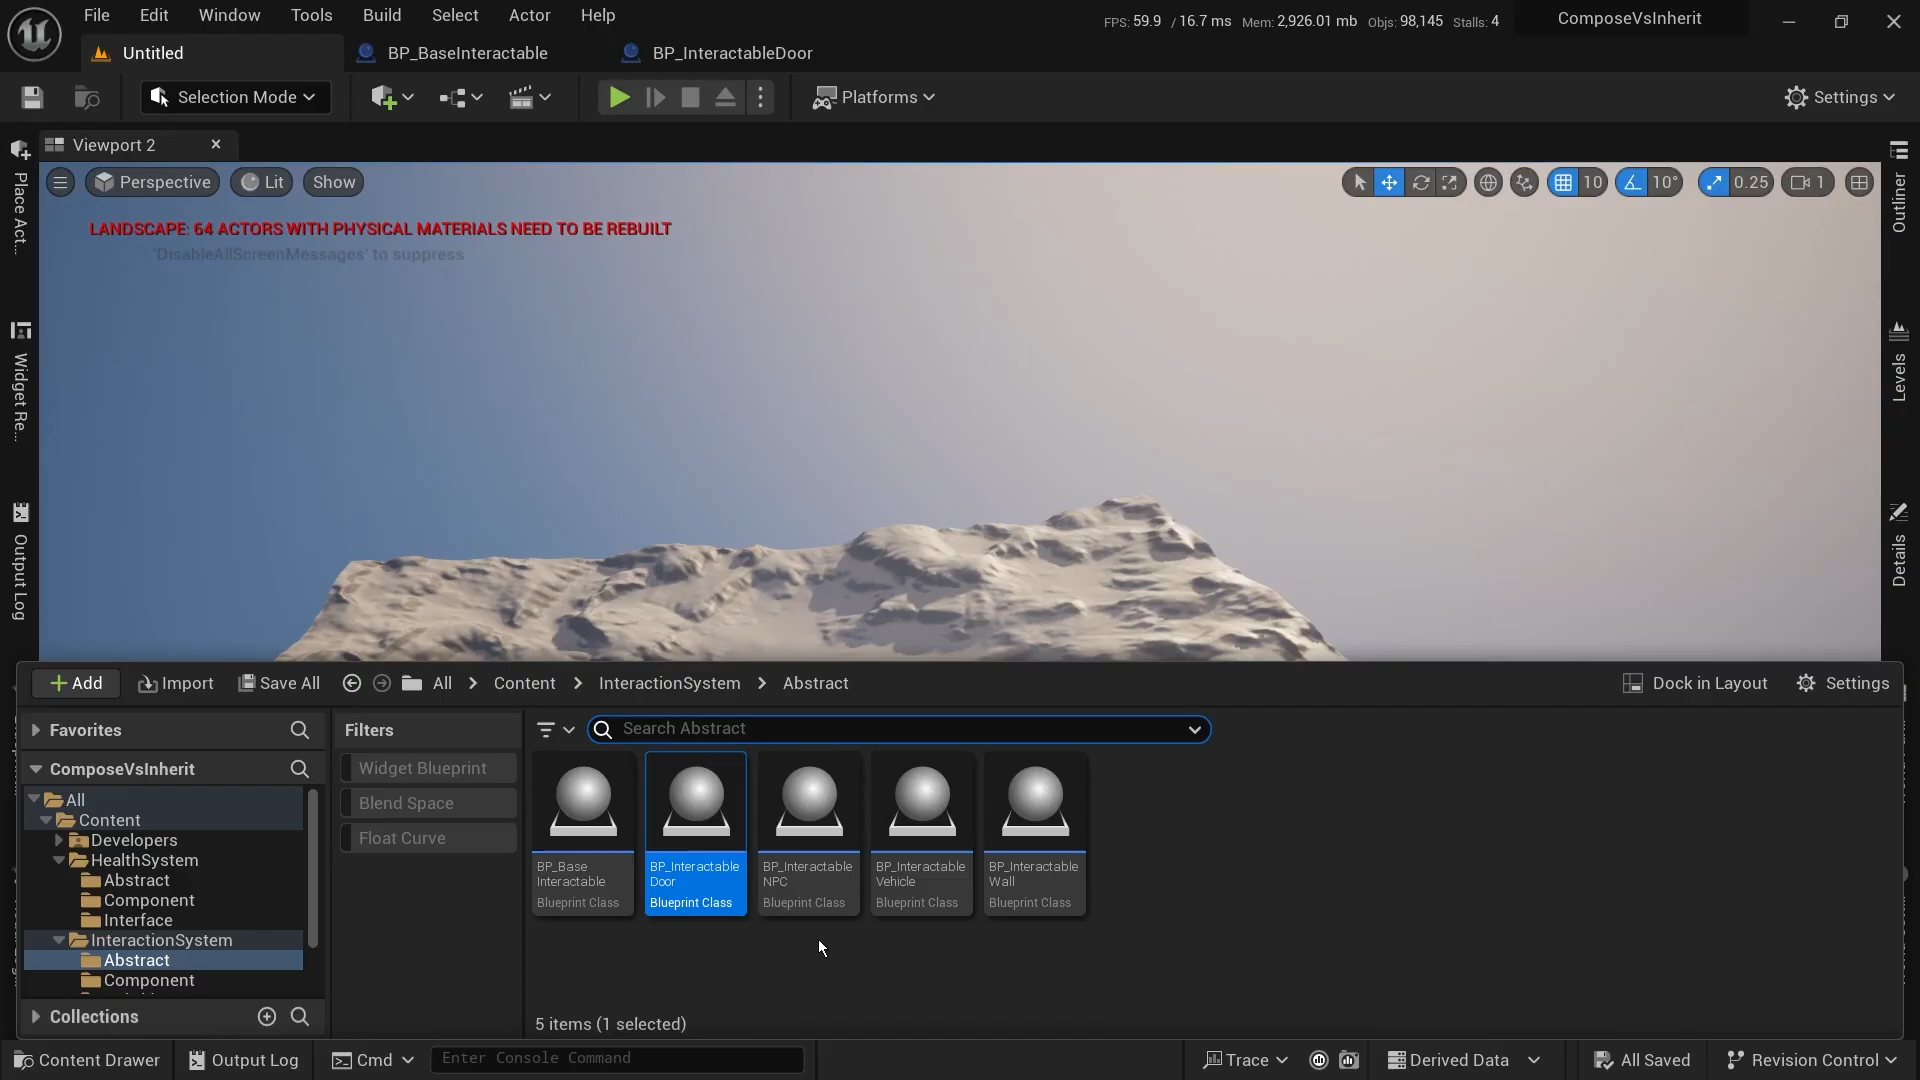 File Edit Window Tools Build Select Actor Help
FPS: 59.9 / 16.7 ms Mem: 2,926.01 mb Objs: 98,145 Stalls: 4 ComposeVsInherit
Untitled BP_BaseInteractable BP_InteractableDoor
Selection Mode Platforms Settings
Viewport 2
Perspective Lit Show 10 10° 0.25 1
LANDSCAPE: 64 ACTORS WITH PHYSICAL MATERIALS NEED TO BE REBUILT
'DisableAllScreenMessages' to suppress
Place Act...
Widget Re...
Output Log
Outliner
Levels
Details
Add Import Save All All Content InteractionSystem Abstract Dock in Layout Settings
Favorites
ComposeVsInherit
All
Content
Developers
HealthSystem
Abstract
Component
Interface
InteractionSystem
Abstract
Component
Collections
Filters
Widget Blueprint
Blend Space
Float Curve
Search Abstract
BP_Base
Interactable
Blueprint Class
BP_Interactable
Door
Blueprint Class
BP_Interactable
NPC
Blueprint Class
BP_Interactable
Vehicle
Blueprint Class
BP_Interactable
Wall
Blueprint Class
5 items (1 selected)
Content Drawer Output Log Cmd Enter Console Command Trace Derived Data All Saved Revision Control